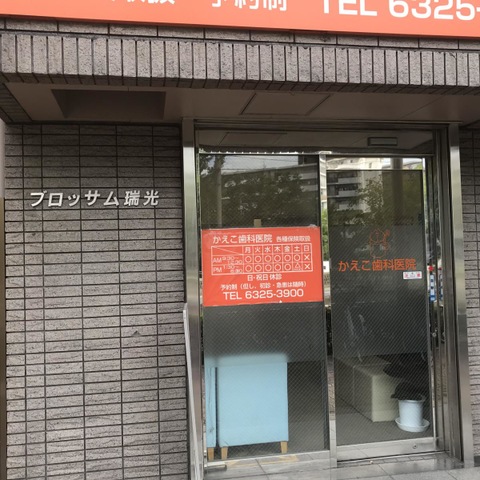 予約制 TEL 6325-
ブロッサム瑞光
かえこ歯科医院 各種保険取扱
月 火 水 木 金 土 日
AM ○ ○ ○ ○ ○ ○ ×
PM ○ ○ ○ ○ ○ △ ×
日・祝日 休診
予約制(但し、初診・急患は随時)
TEL 6325-3900
かえこ歯科医院